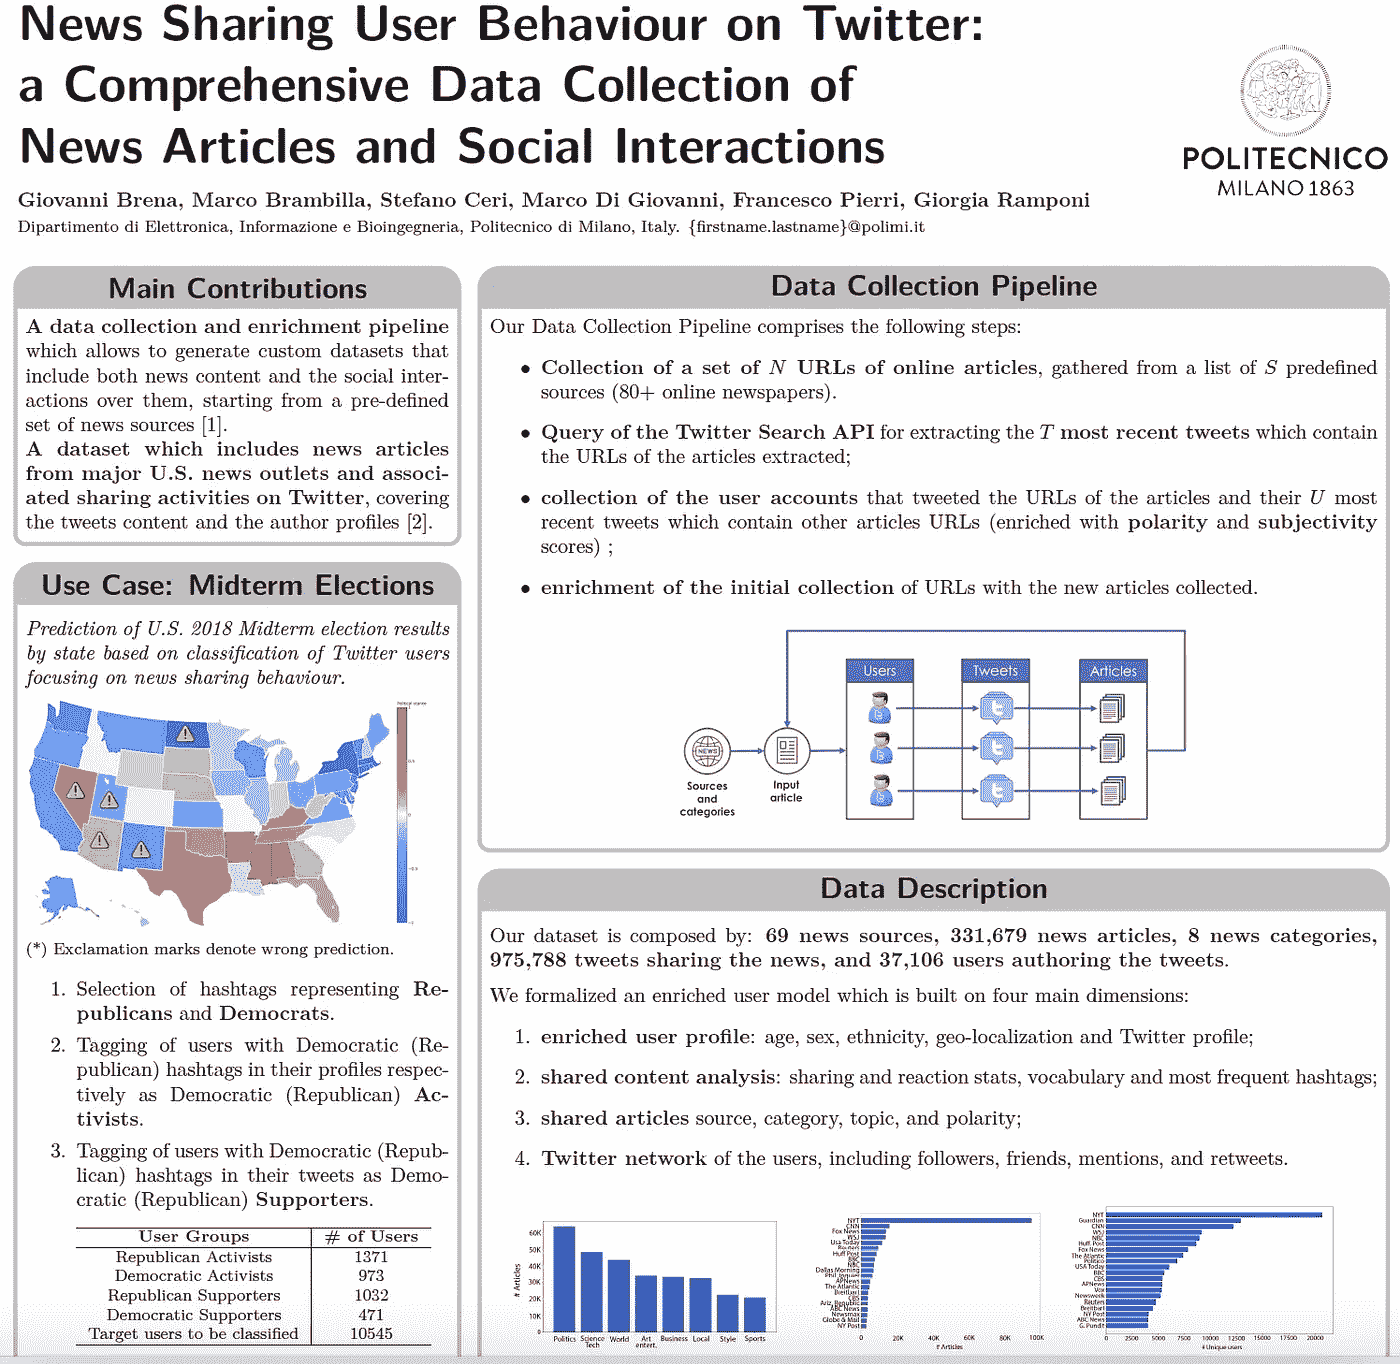 News Sharing User Behaviour on Twitter:
a Comprehensive Data Collection of
News Articles and Social Interactions
POLITECNICO
MILANO 1863
Giovanni Brena, Marco Brambilla, Stefano Ceri, Marco Di Giovanni, Francesco Pierri, Giorgia Ramponi
Dipartimento di Elettronica, Informazione e Bioingegneria, Politecnico di Milano, Italy. {firstname.lastname}@polimi.it
Main Contributions
A data collection and enrichment pipeline
which allows to generate custom datasets that
include both news content and the social inter-
actions over them, starting from a pre-defined
set of news sources [1].
A dataset which includes news articles
from major U.S. news outlets and associ-
ated sharing activities on Twitter, covering
the tweets content and the author profiles [2].
Use Case: Midterm Elections
Prediction of U.S. 2018 Midterm election results
by state based on classification of Twitter users
focusing on news sharing behaviour.
(*) Exclamation marks denote wrong prediction.
1. Selection of hashtags representing Re-
publicans and Democrats.
2. Tagging of users with Democratic (Re-
publican) hashtags in their profiles respec-
tively as Democratic (Republican) Ac-
tivists.
3. Tagging of users with Democratic (Repub-
lican) hashtags in their tweets as Demo-
cratic (Republican) Supporters.
User Groups # of Users
Republican Activists 1371
Democratic Activists 973
Republican Supporters 1032
Democratic Supporters 471
Target users to be classified 10545
Data Collection Pipeline
Our Data Collection Pipeline comprises the following steps:
• Collection of a set of N URLs of online articles, gathered from a list of S predefined
sources (80+ online newspapers).
• Query of the Twitter Search API for extracting the T most recent tweets which contain
the URLs of the articles extracted;
• collection of the user accounts that tweeted the URLs of the articles and their U most
recent tweets which contain other articles URLs (enriched with polarity and subjectivity
scores) ;
• enrichment of the initial collection of URLs with the new articles collected.
Users Tweets Articles
NEWS
Sources
and
categories
Input
article
Data Description
Our dataset is composed by: 69 news sources, 331,679 news articles, 8 news categories,
975,788 tweets sharing the news, and 37,106 users authoring the tweets.
We formalized an enriched user model which is built on four main dimensions:
1. enriched user profile: age, sex, ethnicity, geo-localization and Twitter profile;
2. shared content analysis: sharing and reaction stats, vocabulary and most frequent hashtags;
3. shared articles source, category, topic, and polarity;
4. Twitter network of the users, including followers, friends, mentions, and retweets.
# Articles
60K
50K
40K
30K
20K
10K
0
Politics Science Tech World Art entert. Business Local Style Sports
NYT
CNN
Fox News
WSJ
Usa Today
Reuters
Huff Post
BBC
NBC
Dallas Morning
Phil. Inquirer
APNews
The Atlantic
Breitbart
CBS
Ariz. Republic
ABC News
Newsmax
Globe & Mail
NY Post
0 20K 40K 60K 80K 100K
# Articles
NYT
Guardian
CNN
WSJ
NBC
Huff. Post
Fox News
The Atlantic
Politico
USA Today
BBC
CBS
APNews
Vox
Newsweek
Reuters
Breitbart
NY Post
ABC News
G. Pundit
0 2500 5000 7500 10000 12500 15000 17500 20000
# Unique users